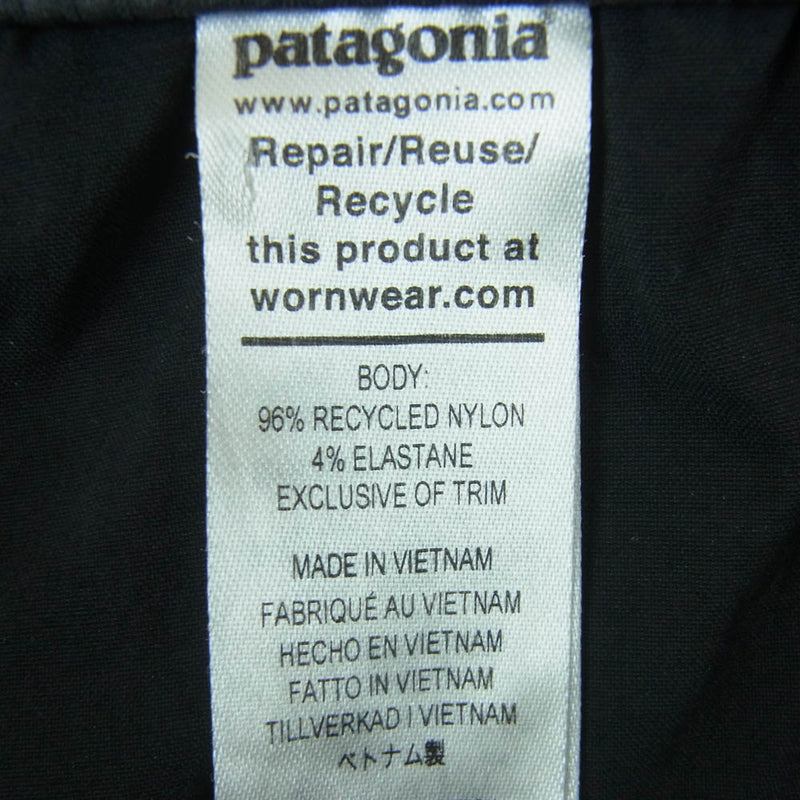 patagonia
www.patagonia.com
Repair/Reuse/
Recycle
this product at
wornwear.com
BODY:
96% RECYCLED NYLON
4% ELASTANE
EXCLUSIVE OF TRIM
MADE IN VIETNAM
FABRIQUÉ AU VIETNAM
HECHO EN VIETNAM
FATTO IN VIETNAM
TILLVERKAD I VIETNAM
ベトナム製